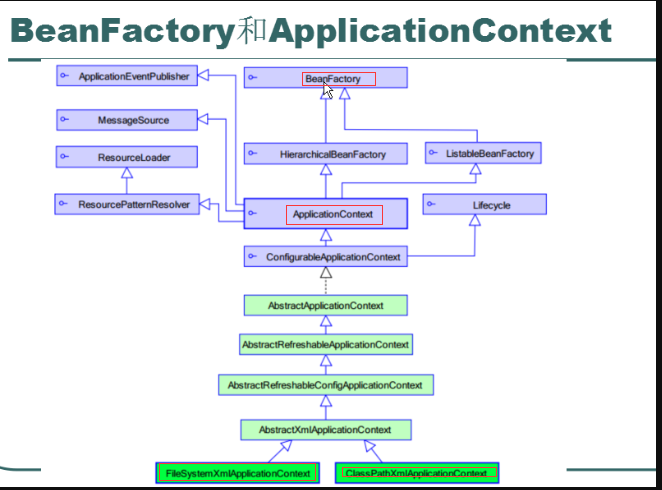 BeanFactory和ApplicationContext
ApplicationEventPublisher
BeanFactory
MessageSource
ResourceLoader
HierarchicalBeanFactory
ListableBeanFactory
ResourcePatternResolver
ApplicationContext
Lifecycle
ConfigurableApplicationContext
AbstractApplicationContext
AbstractRefreshableApplicationContext
AbstractRefreshableConfigApplicationContext
AbstractXmlApplicationContext
FileSystemXmlApplicationContext
ClassPathXmlApplicationContext